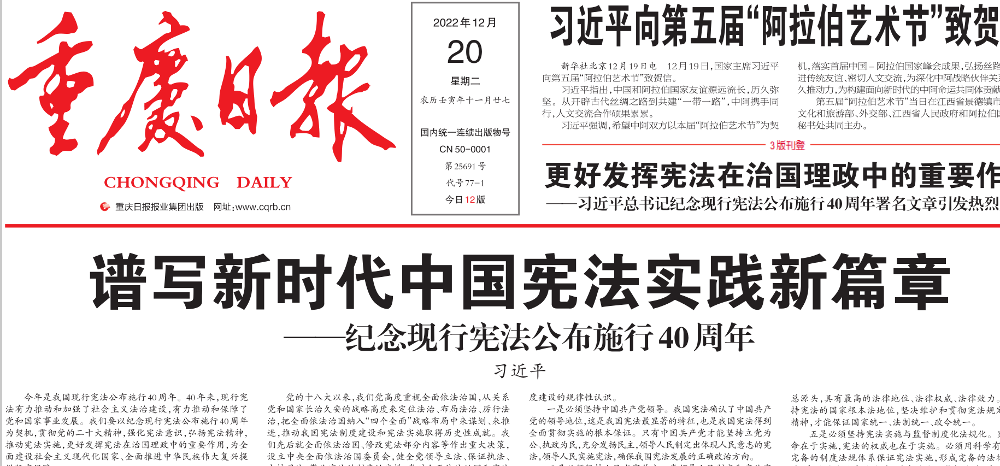 重慶日報
CHONGQING DAILY
重庆日报报业集团出版 网址:www.cqrb.cn
2022年12月
20
星期二
农历壬寅年十一月廿七
国内统一连续出版物号
CN 50-0001
第25691号
代号77-1
今日12版
习近平向第五届“阿拉伯艺术节”致贺
新华社北京12月19日电 12月19日,国家主席习近平
向第五届“阿拉伯艺术节”致贺信。
习近平指出,中国和阿拉伯国家友谊源远流长,历久弥
坚。从开辟古代丝绸之路到共建“一带一路”,中阿携手同
行,人文交流合作硕果累累。
习近平强调,希望中阿双方以本届“阿拉伯艺术节”为契
机,落实首届中国-阿拉伯国家峰会成果,弘扬丝路
进传统友谊、密切人文交流,为深化中阿战略伙伴关系
久推动力,为构建面向新时代的中阿命运共同体贡献
第五届“阿拉伯艺术节”当日在江西省景德镇市
文化和旅游部、外交部、江西省人民政府和阿拉伯国
秘书处共同主办。
3版刊登
更好发挥宪法在治国理政中的重要作
——习近平总书记纪念现行宪法公布施行40周年署名文章引发热烈
谱写新时代中国宪法实践新篇章
——纪念现行宪法公布施行40周年
习近平
今年是我国现行宪法公布施行40周年。40年来,现行宪
法有力推动和加强了社会主义法治建设,有力推动和保障了
党和国家事业发展。我们要以纪念现行宪法公布施行40周年
为契机,贯彻党的二十大精神,强化宪法意识,弘扬宪法精神,
推动宪法实施,更好发挥宪法在治国理政中的重要作用,为全
面建设社会主义现代化国家、全面推进中华民族伟大复兴提
党的十八大以来,我们党高度重视全面依法治国,从关系
党和国家长治久安的战略高度来定位法治、布局法治、厉行法
治,把全面依法治国纳入“四个全面”战略布局中来谋划、来推
进,推动我国宪法制度建设和宪法实施取得历史性成就。我
们先后就全面依法治国、修改宪法部分内容等作出重大决策,
设立中央全面依法治国委员会,健全党领导立法、保证执法、
度建设的规律性认识。
一是必须坚持中国共产党领导。我国宪法确认了中国共产
党的领导地位,这是我国宪法最显著的特征,也是我国宪法得到
全面贯彻实施的根本保证。只有中国共产党才能坚持立党为
公、执政为民,充分发扬民主,领导人民制定出体现人民意志的宪
法,领导人民实施宪法,确保我国宪法发展的正确政治方向。
总源头,具有最高的法律地位、法律权威、法律效力。
持宪法的国家根本法地位,坚决维护和贯彻宪法规定
精神,才能保证国家统一、法制统一、政令统一。
五是必须坚持宪法实施与监督制度化法规化。宪
命在于实施,宪法的权威也在于实施。必须用科学有
完备的制度法规体系保证宪法实施,形成完备的法律